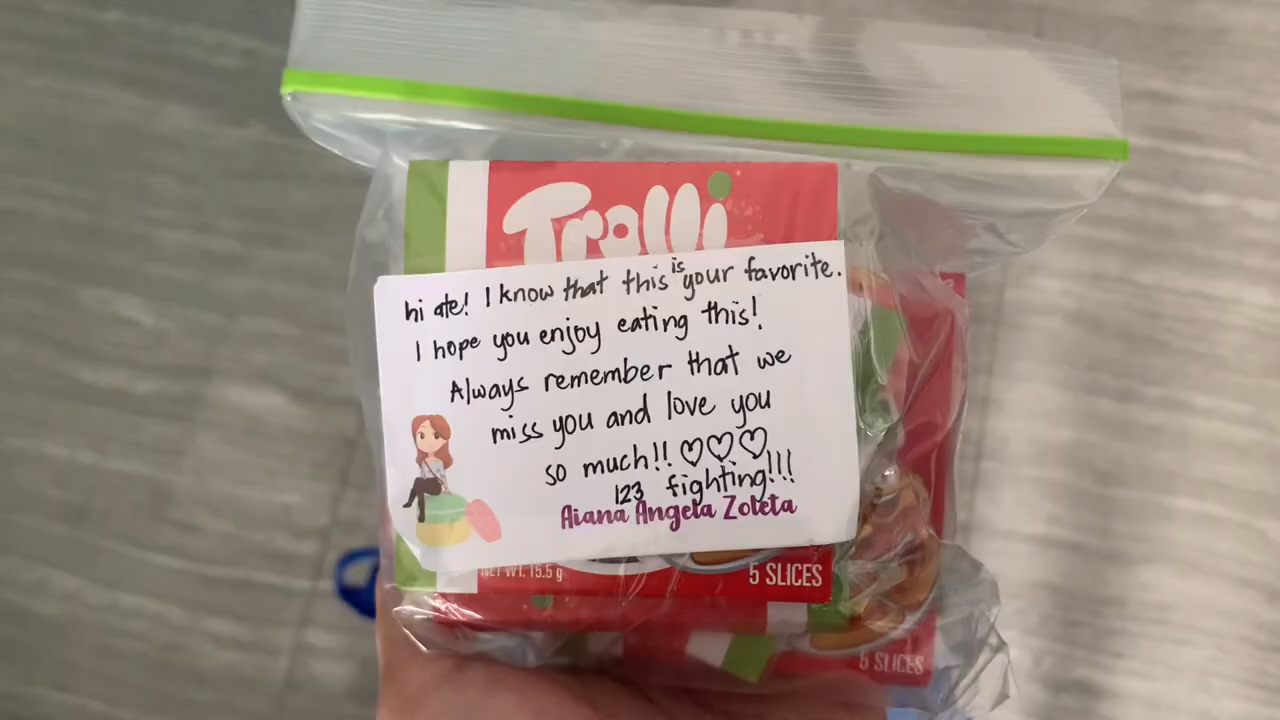 Trolli
hi ate! I know that this is your favorite.
I hope you enjoy eating this!
Always remember that we
miss you and love you
so much!! ♡♡♡
123 fighting!!!
Aiana Angela Zoleta
NET WT. 15.5 g
5 SLICES
5 SLICES